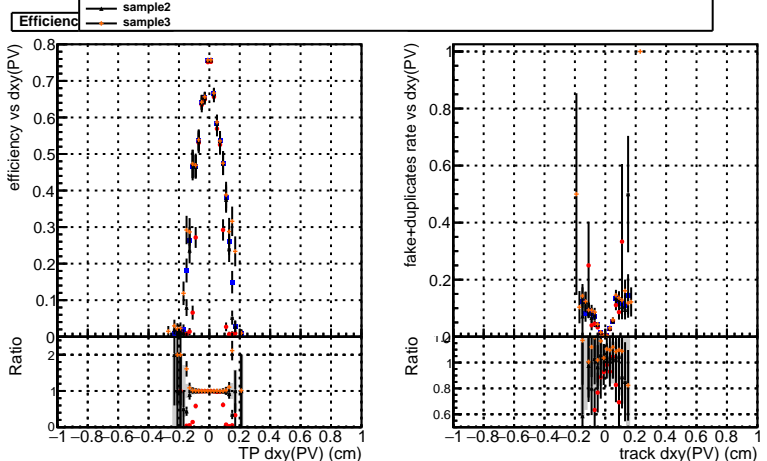 sample2
sample3
Efficienc
efficiency vs dxy(PV)
0.8
0.7
0.6
0.5
0.4
0.3
0.2
0.1
0
Ratio
2
1
0
−1 −0.8 −0.6 −0.4 −0.2 0 0.2 0.4 0.6 0.8 1
TP dxy(PV) (cm)
fake+duplicates rate vs dxy(PV)
1
0.8
0.6
0.4
0.2
Ratio
1
0.8
0.6
−1 −0.8 −0.6 −0.4 −0.2 0 0.2 0.4 0.6 0.8 1
track dxy(PV) (cm)